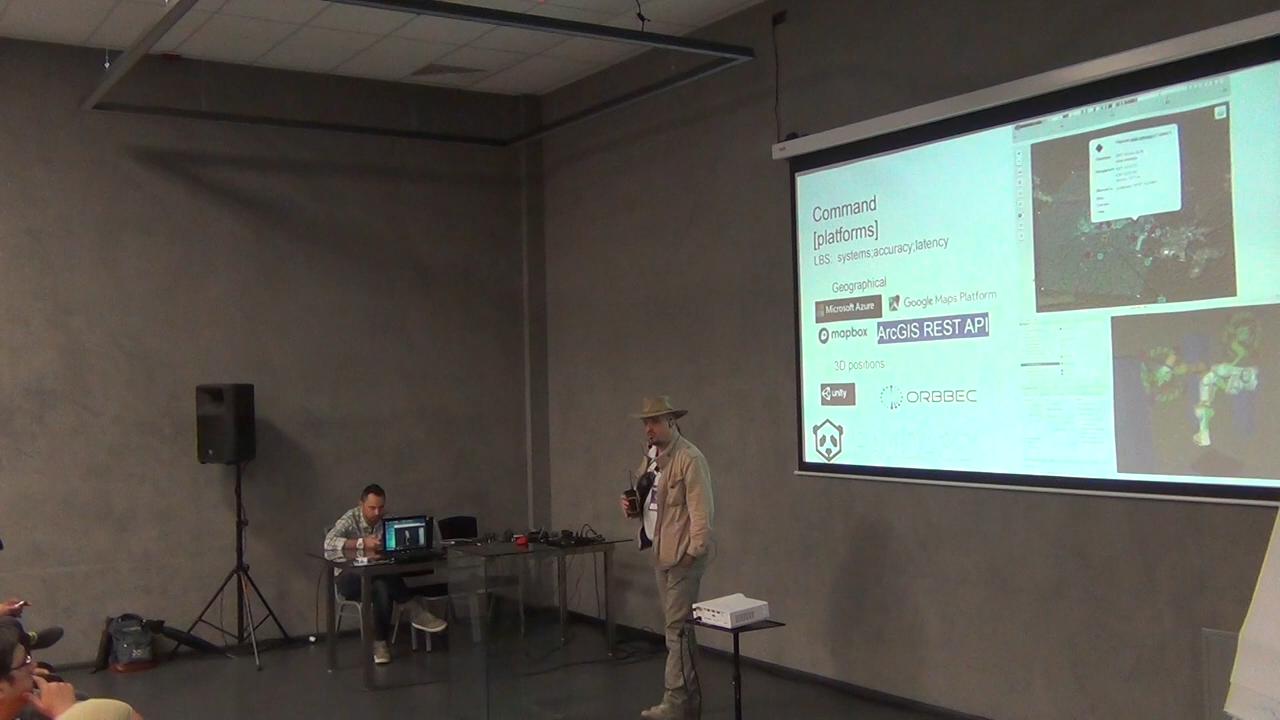 Command
[platforms]
LBS: systems;accuracy;latency
Geographical
Microsoft Azure
Google Maps Platform
mapbox
ArcGIS REST API
3D positions
unity
ORBBEC